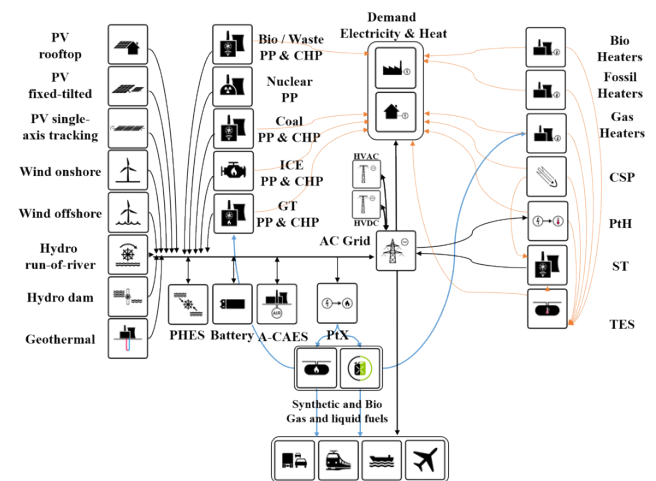 PV
rooftop
PV
fixed-tilted
PV single-
axis tracking
Wind onshore
Wind offshore
Hydro
run-of-river
Hydro dam
Geothermal
Bio / Waste
PP & CHP
Nuclear
PP
Coal
PP & CHP
ICE
PP & CHP
GT
PP & CHP
Demand
Electricity & Heat
HVAC
HVDC
AC Grid
Bio
Heaters
Fossil
Heaters
Gas
Heaters
CSP
PtH
ST
TES
PHES
Battery
AIR
A-CAES
PtX
Synthetic and Bio
Gas and liquid fuels